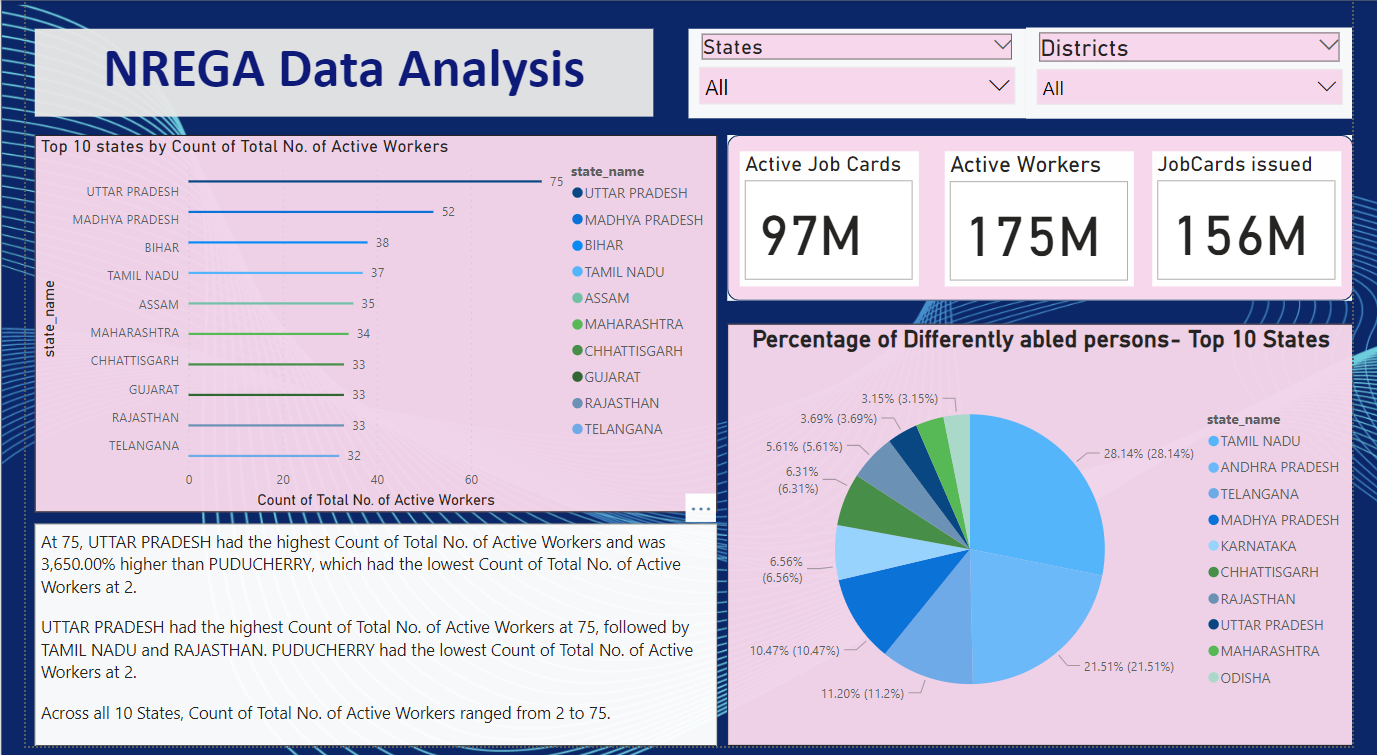 NREGA Data Analysis
States
All
Districts
All
Top 10 states by Count of Total No. of Active Workers
state_name
UTTAR PRADESH
MADHYA PRADESH
BIHAR
TAMIL NADU
ASSAM
MAHARASHTRA
CHHATTISGARH
GUJARAT
RAJASTHAN
TELANGANA
75
52
38
37
35
34
33
33
33
32
0
20
40
60
Count of Total No. of Active Workers
state_name
UTTAR PRADESH
MADHYA PRADESH
BIHAR
TAMIL NADU
ASSAM
MAHARASHTRA
CHHATTISGARH
GUJARAT
RAJASTHAN
TELANGANA
Active Job Cards
97M
Active Workers
175M
JobCards issued
156M
At 75, UTTAR PRADESH had the highest Count of Total No. of Active Workers and was
3,650.00% higher than PUDUCHERRY, which had the lowest Count of Total No. of Active
Workers at 2.
UTTAR PRADESH had the highest Count of Total No. of Active Workers at 75, followed by
TAMIL NADU and RAJASTHAN. PUDUCHERRY had the lowest Count of Total No. of Active
Workers at 2.
Across all 10 States, Count of Total No. of Active Workers ranged from 2 to 75.
Percentage of Differently abled persons- Top 10 States
28.14% (28.14%)
21.51% (21.51%)
11.20% (11.2%)
10.47% (10.47%)
6.56%
(6.56%)
6.31%
(6.31%)
5.61% (5.61%)
3.69% (3.69%)
3.15% (3.15%)
state_name
TAMIL NADU
ANDHRA PRADESH
TELANGANA
MADHYA PRADESH
KARNATAKA
CHHATTISGARH
RAJASTHAN
UTTAR PRADESH
MAHARASHTRA
ODISHA